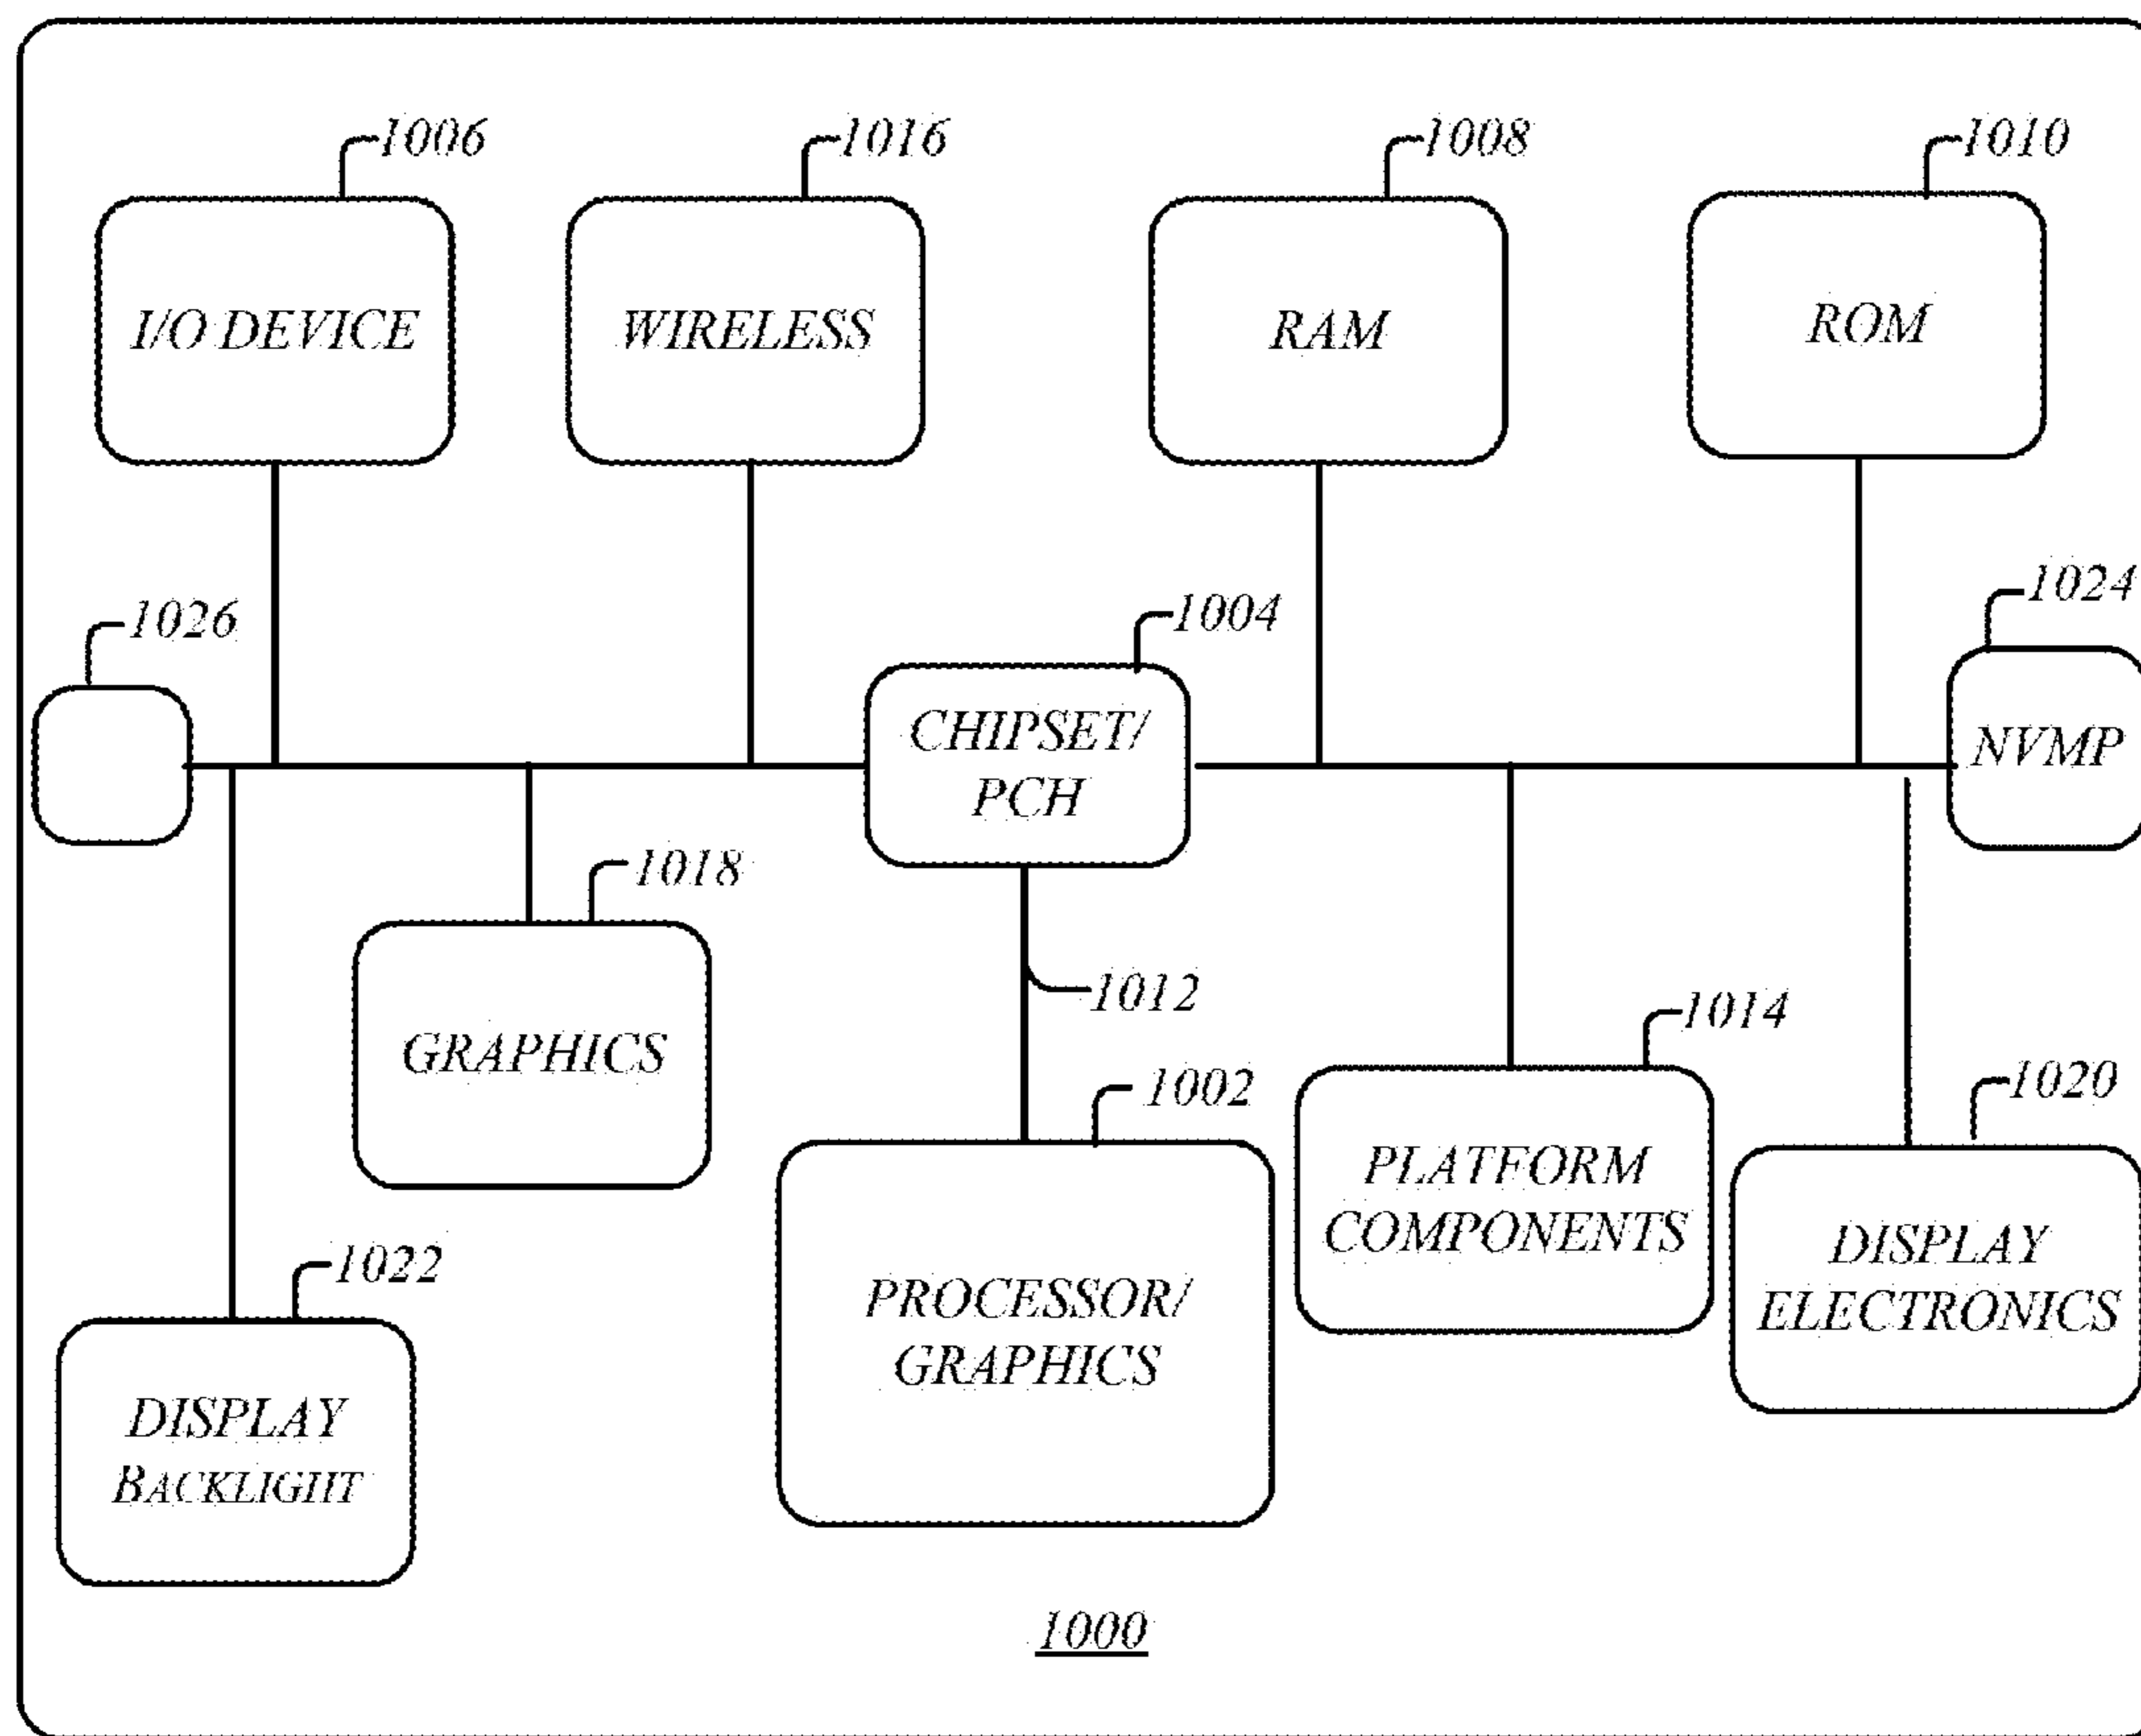 1006
1016
1008
1010
I/O DEVICE
WIRELESS
RAM
ROM
1026
1004
1024
CHIPSET/
PCH
NVMP
1018
GRAPHICS
1012
1014
1002
1020
PLATFORM
COMPONENTS
DISPLAY
ELECTRONICS
1022
PROCESSOR/
GRAPHICS
DISPLAY
BACKLIGHT
1000